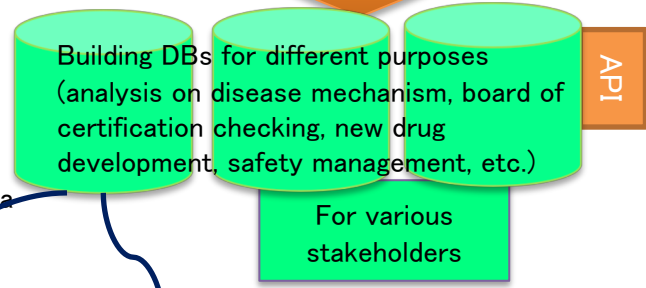 Building DBs for different purposes
(analysis on disease mechanism, board of
certification checking, new drug
development, safety management, etc.)
API
a
For various
stakeholders